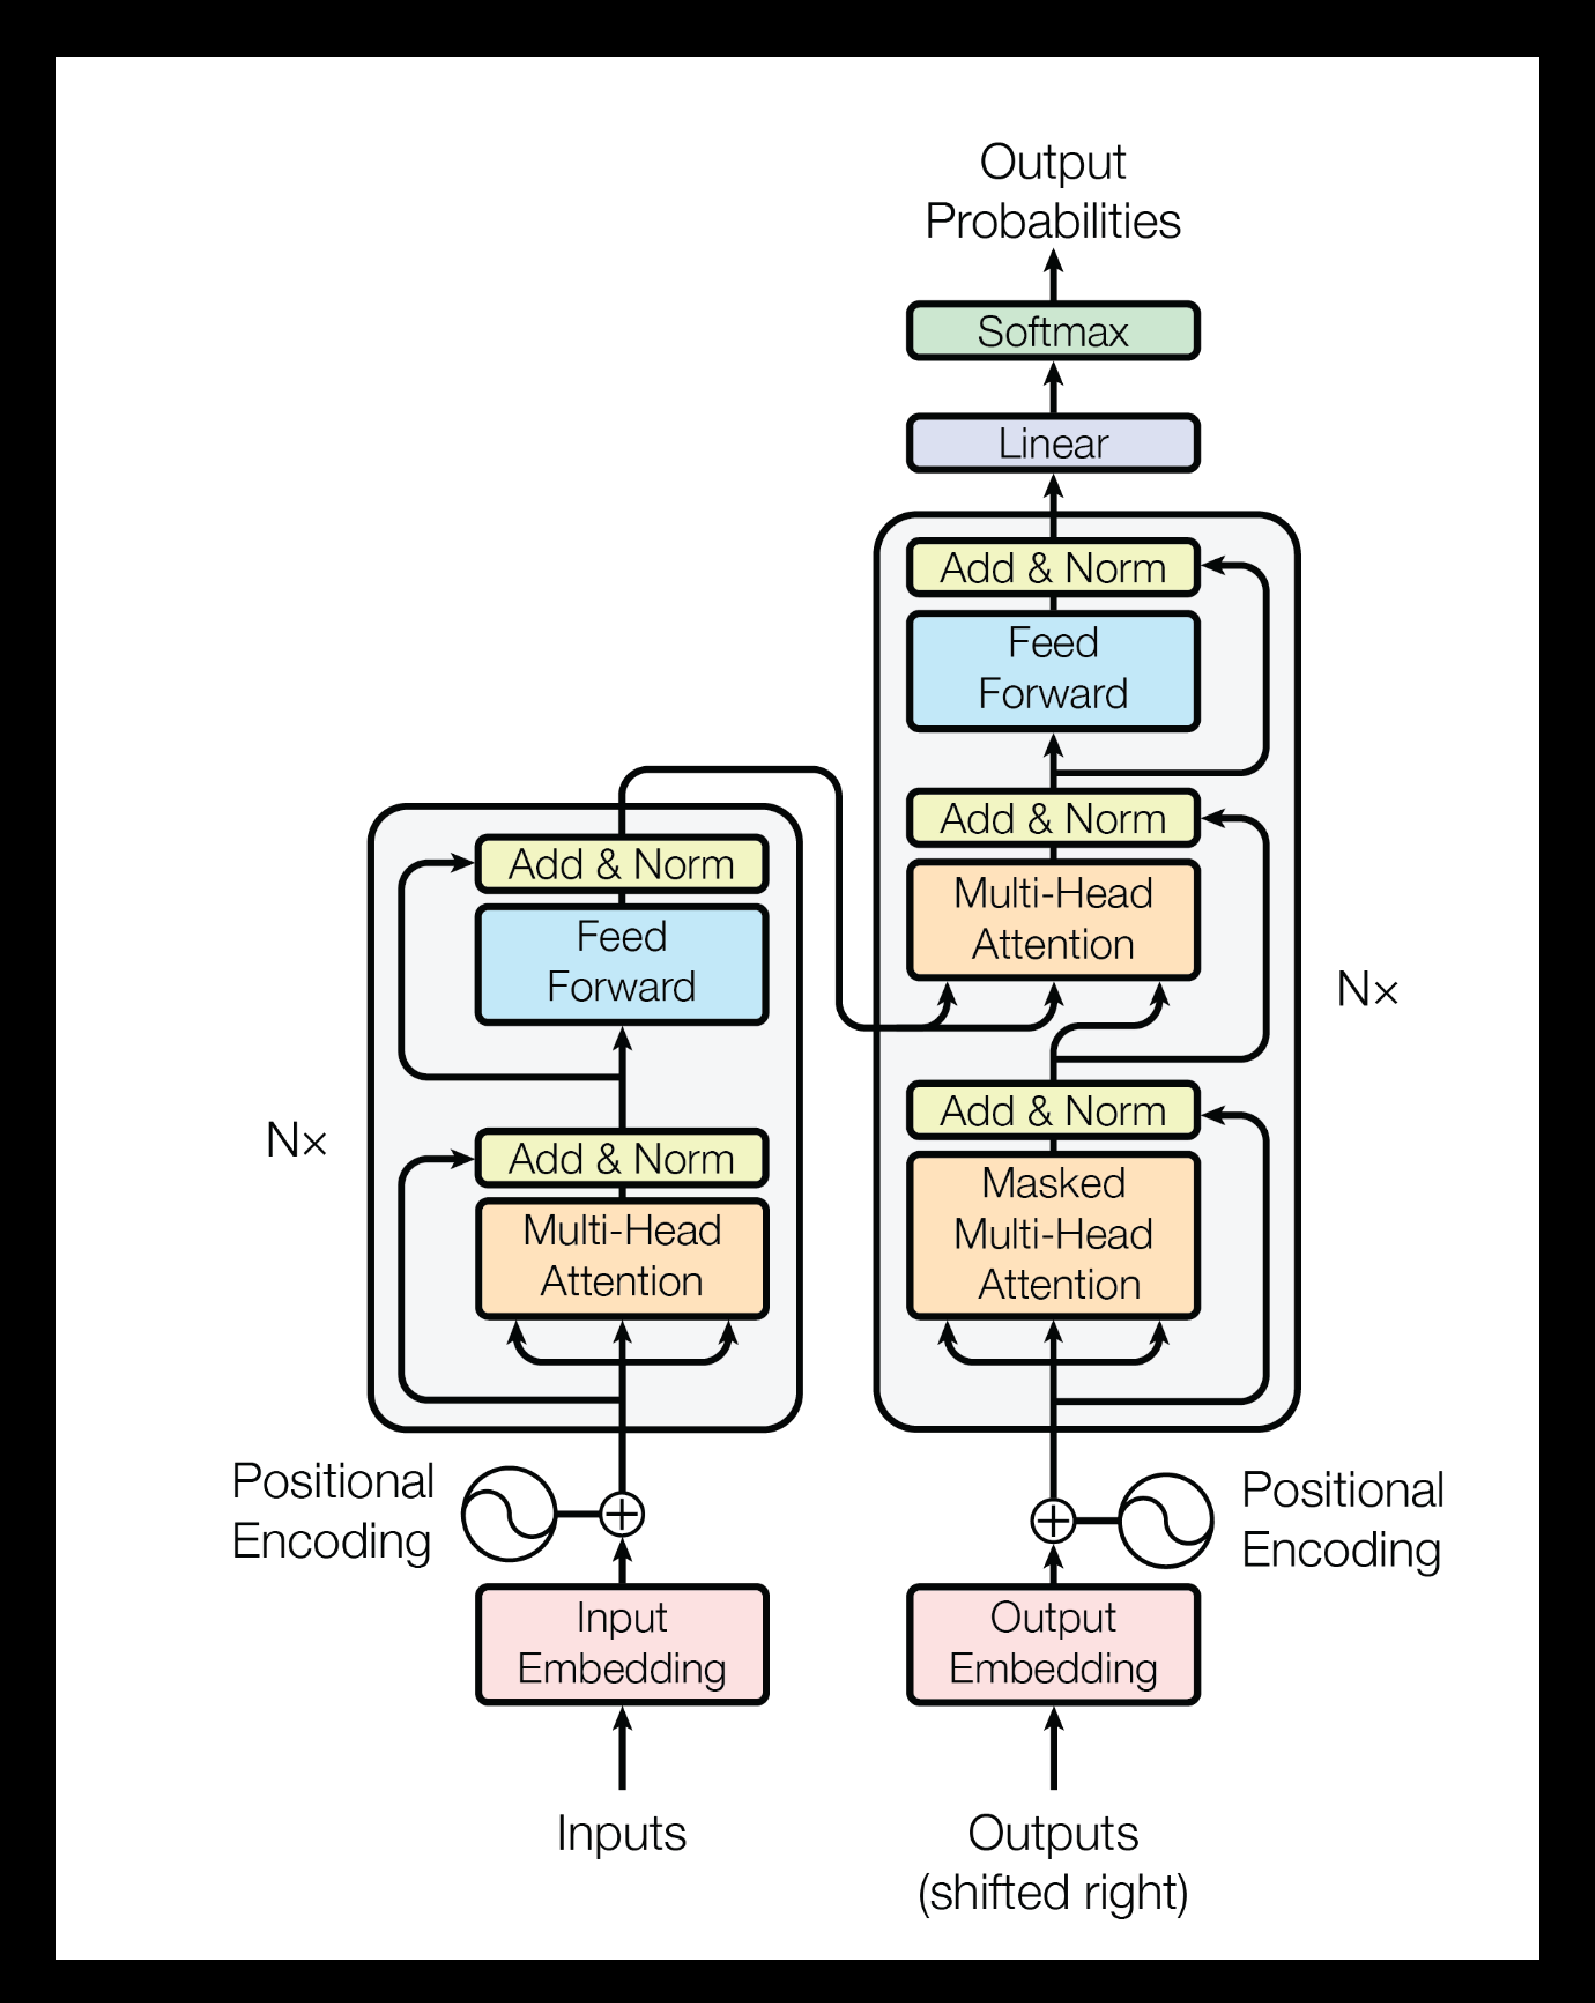 Output
Probabilities
Softmax
Linear
Add & Norm
Feed
Forward
Add & Norm
Multi-Head
Attention
Add & Norm
Masked
Multi-Head
Attention
N×
Positional
Encoding
Output
Embedding
Outputs
(shifted right)
Add & Norm
Feed
Forward
Add & Norm
Multi-Head
Attention
N×
Positional
Encoding
Input
Embedding
Inputs